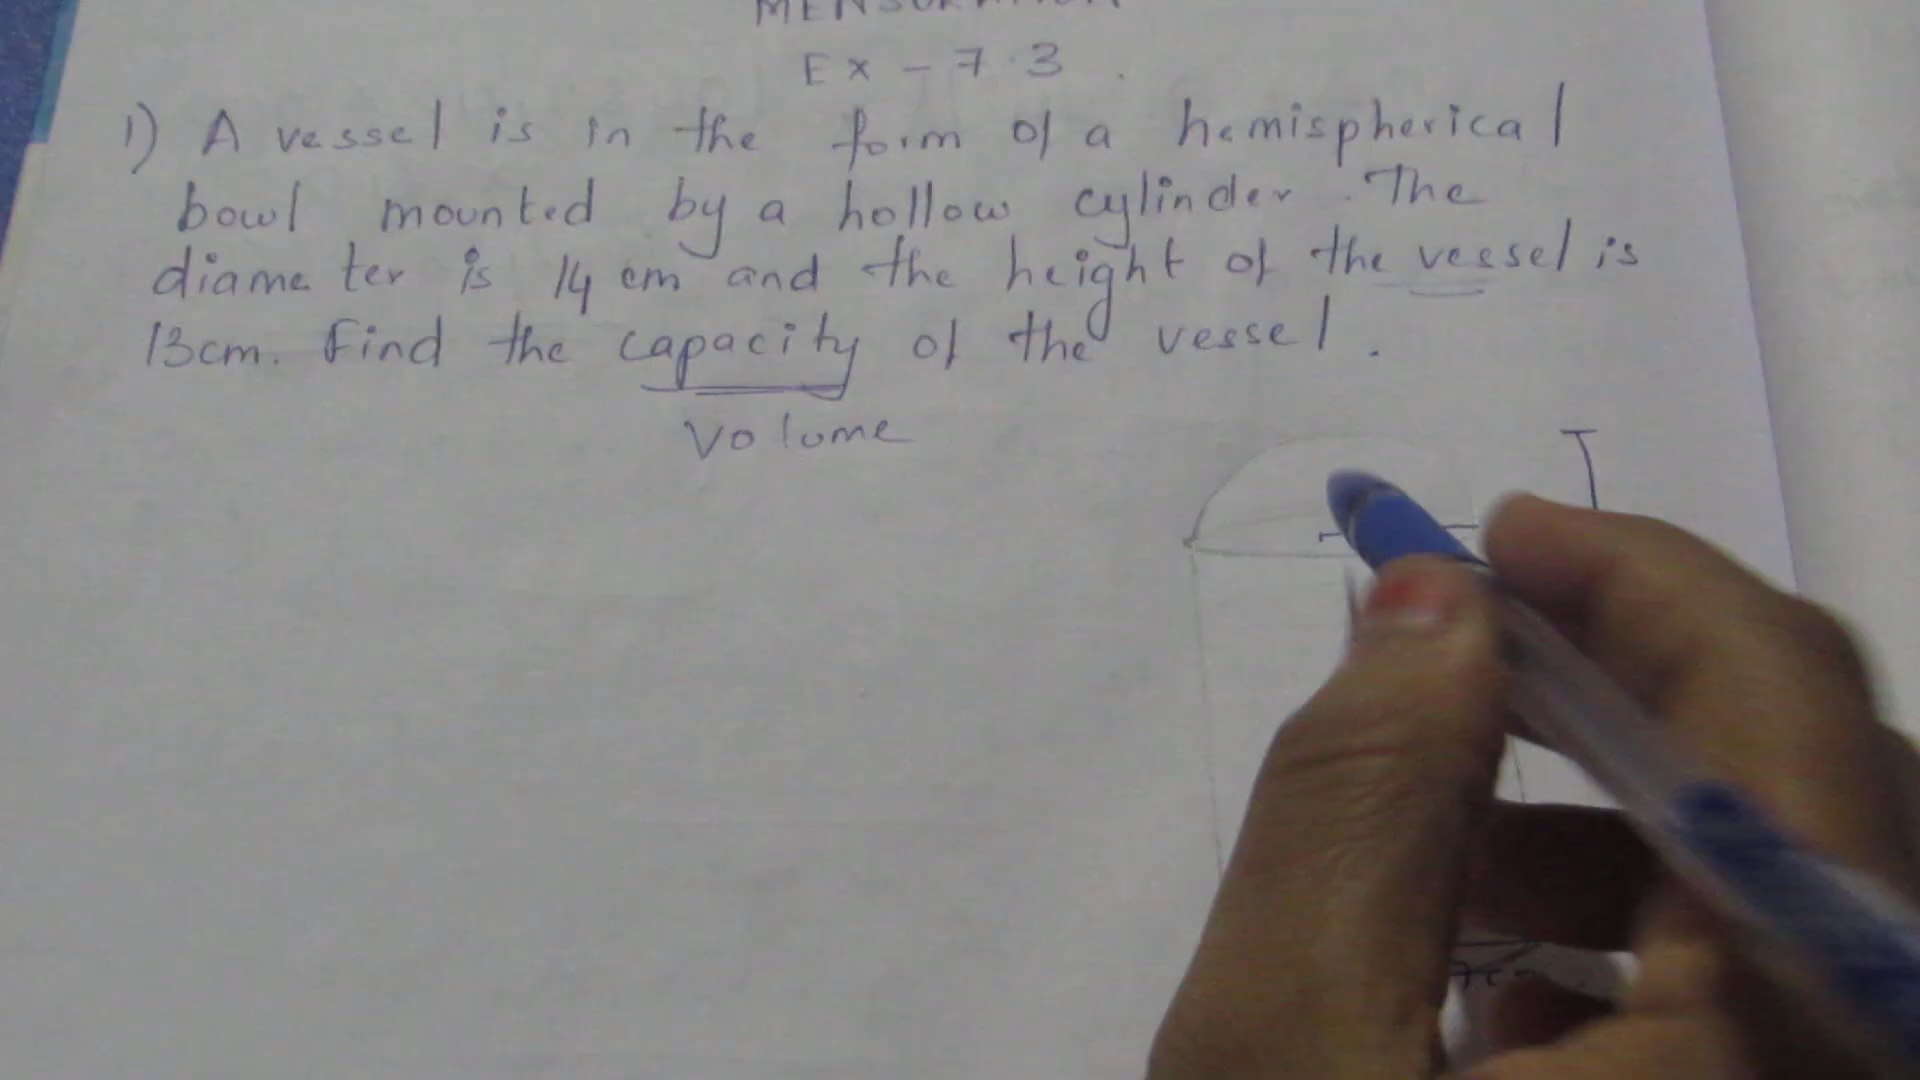 MENSURATION
Ex - 7.3.
1) A vessel is in the form of a hemispherical
bowl mounted by a hollow cylinder. The
diameter is 14 cm and the height of the vessel is
13cm. Find the capacity of the vessel.
Volume